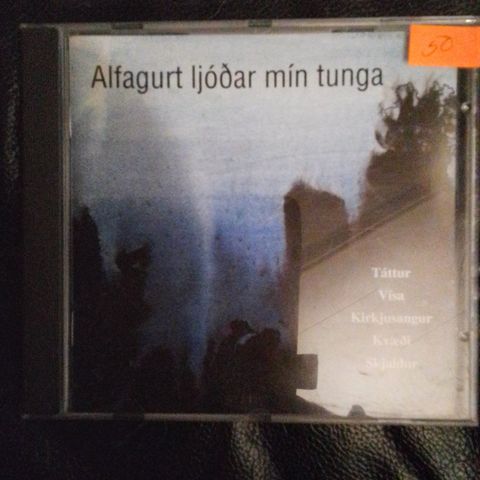 50
Alfagurt ljóðar mín tunga
Táttur
Vísa
Kirkjusangur
Kvæði
Skjaldur